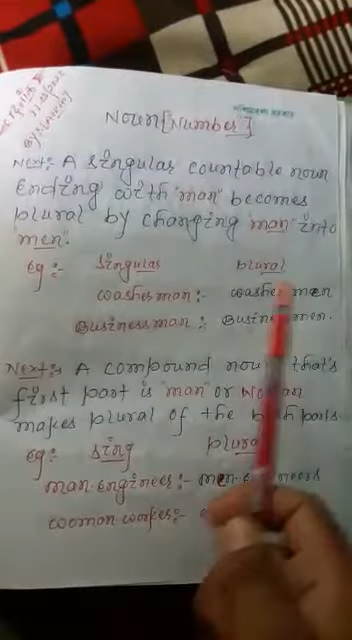 Noun [Number]
Next:- A singular countable noun
Ending with "man" becomes
plural by changing "man" into
"men".
eg:- singular plural
washerman:- washermen
Businessman:- men.
Next:- A compound noun that's
first part is "man" or woman
makes plural of the both parts
eg:- sing
man.engineer:-
woman.worker:-